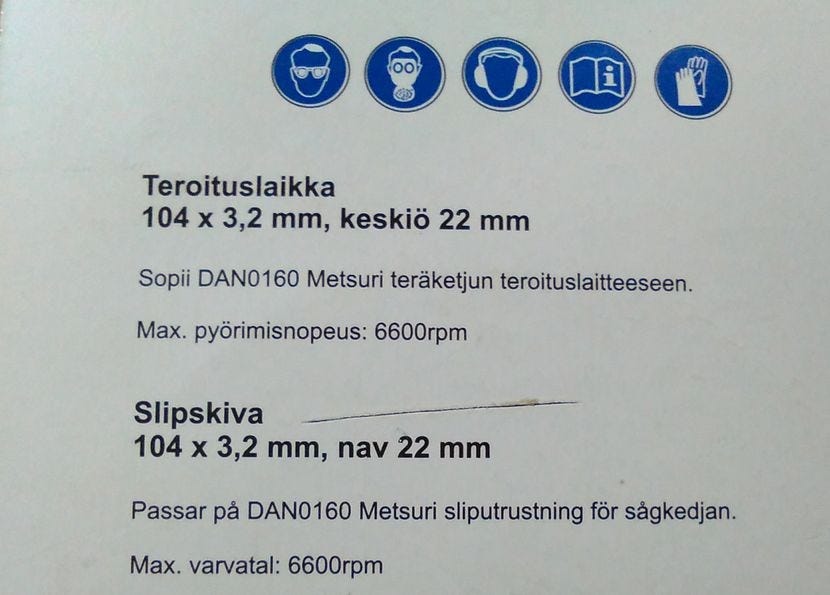 Teroituslaikka
104 x 3,2 mm, keskiö 22 mm
Sopii DAN0160 Metsuri teräketjun teroituslaitteeseen.
Max. pyörimisnopeus: 6600rpm
Slipskiva
104 x 3,2 mm, nav 22 mm
Passar på DAN0160 Metsuri sliputrustning för sågkedjan.
Max. varvatal: 6600rpm